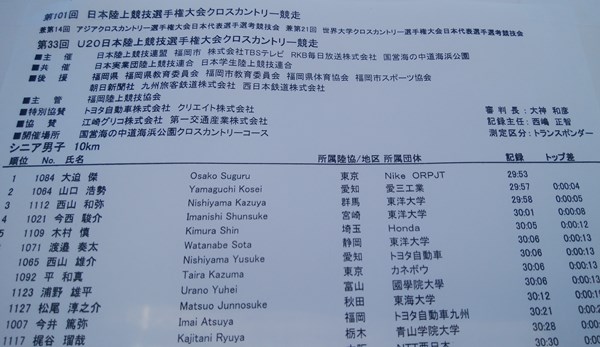 第101回 日本陸上競技選手権大会クロスカントリー競走
兼第14回 アジアクロスカントリー選手権大会日本代表選手選考競技会 兼第21回 世界大学クロスカントリー選手権大会日本代表選手選考競技会
第33回 U20日本陸上競技選手権大会クロスカントリー競走
■主 催 日本陸上競技連盟 福岡市 株式会社TBSテレビ RKB毎日放送株式会社 国営海の中道海浜公園
■共 催 日本実業団陸上競技連合 日本学生陸上競技連合
■後 援 福岡県 福岡県教育委員会 福岡市教育委員会 福岡県体育協会 福岡市スポーツ協会
朝日新聞社 九州旅客鉄道株式会社 西日本鉄道株式会社
■主 管 福岡陸上競技協会
■特別協賛 トヨタ自動車株式会社 クリエイト株式会社 審 判 長：大神 和彦
■協 賛 江崎グリコ株式会社 第一交通産業株式会社 記録主任：西嶋 正智
■開催場所 国営海の中道海浜公園クロスカントリーコース 測定区分：トランスポンダー
シニア男子 10km
順位 No. 氏名 所属陸協/地区 所属団体 記録 トップ差
1 1084 大迫 傑 Osako Suguru 東京 Nike ORPJT 29:53
2 1064 山口 浩勢 Yamaguchi Kosei 愛知 愛三工業 29:57 0:00:04
3 1112 西山 和弥 Nishiyama Kazuya 群馬 東洋大学 29:58 0:00:05
4 1021 今西 駿介 Imanishi Shunsuke 宮崎 東洋大学 30:01 0:00:08
5 1109 木村 慎 Kimura Shin 埼玉 Honda 30:05 0:00:12
6 1071 渡邉 奏太 Watanabe Sota 静岡 東洋大学 30:06 0:00:13
1065 西山 雄介 Nishiyama Yusuke 愛知 トヨタ自動車 30:06 0:00:13
1092 平 和真 Taira Kazuma 東京 カネボウ 30:06 0:00:13
1123 浦野 雄平 Urano Yuhei 富山 國學院大學 30:06 0:00:13
1127 松尾 淳之介 Matsuo Junnosuke 秋田 東海大学 30:12 0:00:19
1007 今井 篤弥 Imai Atsuya 福岡 トヨタ自動車九州 30:21
1117 梶谷 瑠哉 Kajitani Ryuya 栃木 青山学院大学 30:28
NTT西日本 30:30